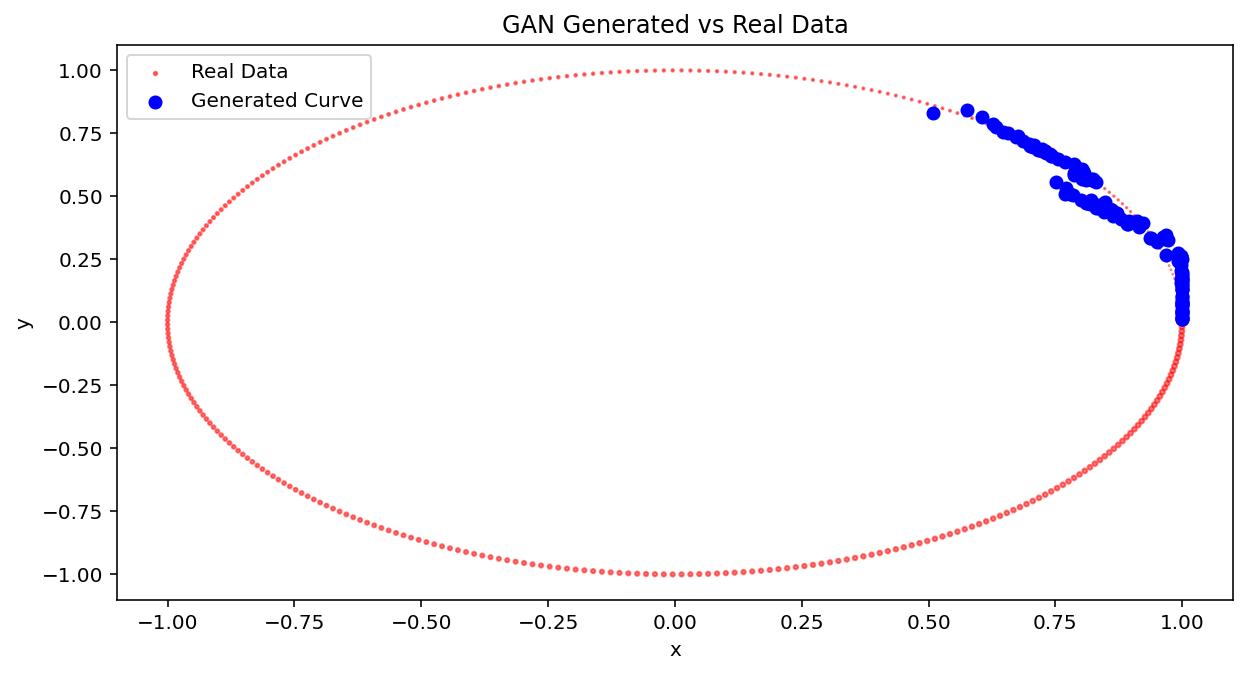 GAN Generated vs Real Data
Real Data
Generated Curve
1.00
0.75
0.50
0.25
0.00
−0.25
−0.50
−0.75
−1.00
y
−1.00 −0.75 −0.50 −0.25 0.00 0.25 0.50 0.75 1.00
x